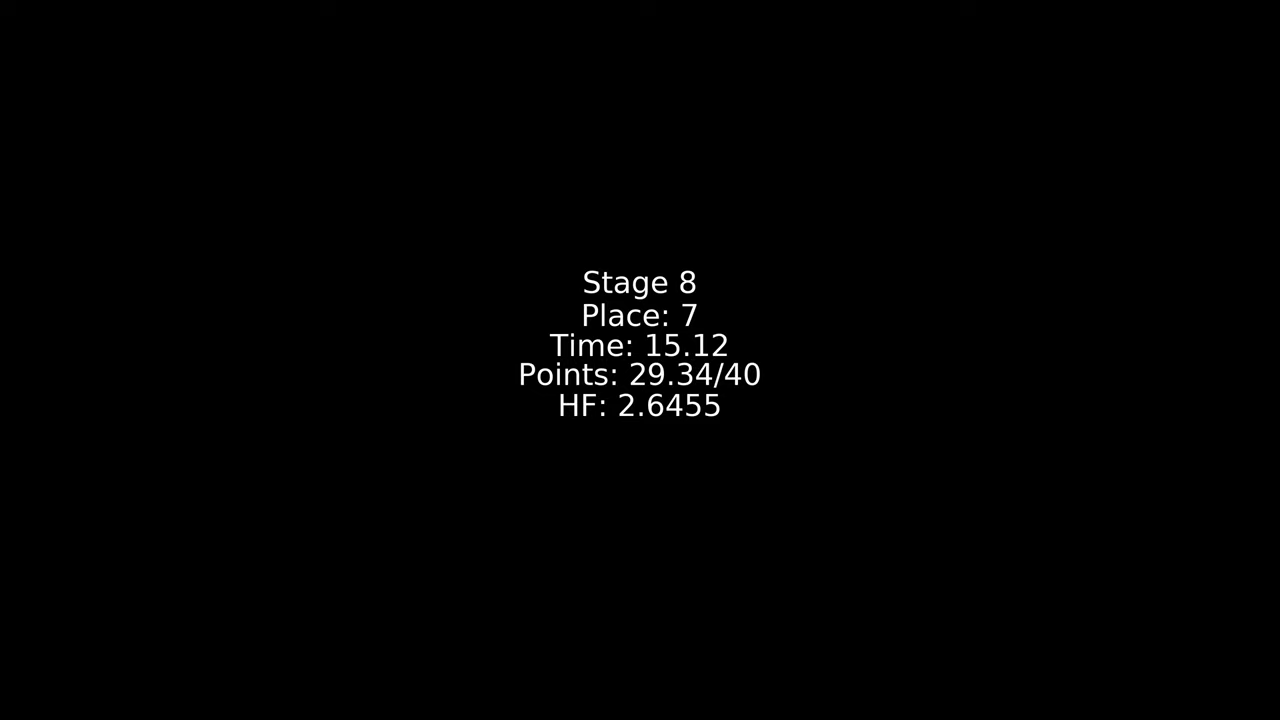 Stage 8
Place: 7
Time: 15.12
Points: 29.34/40
HF: 2.6455